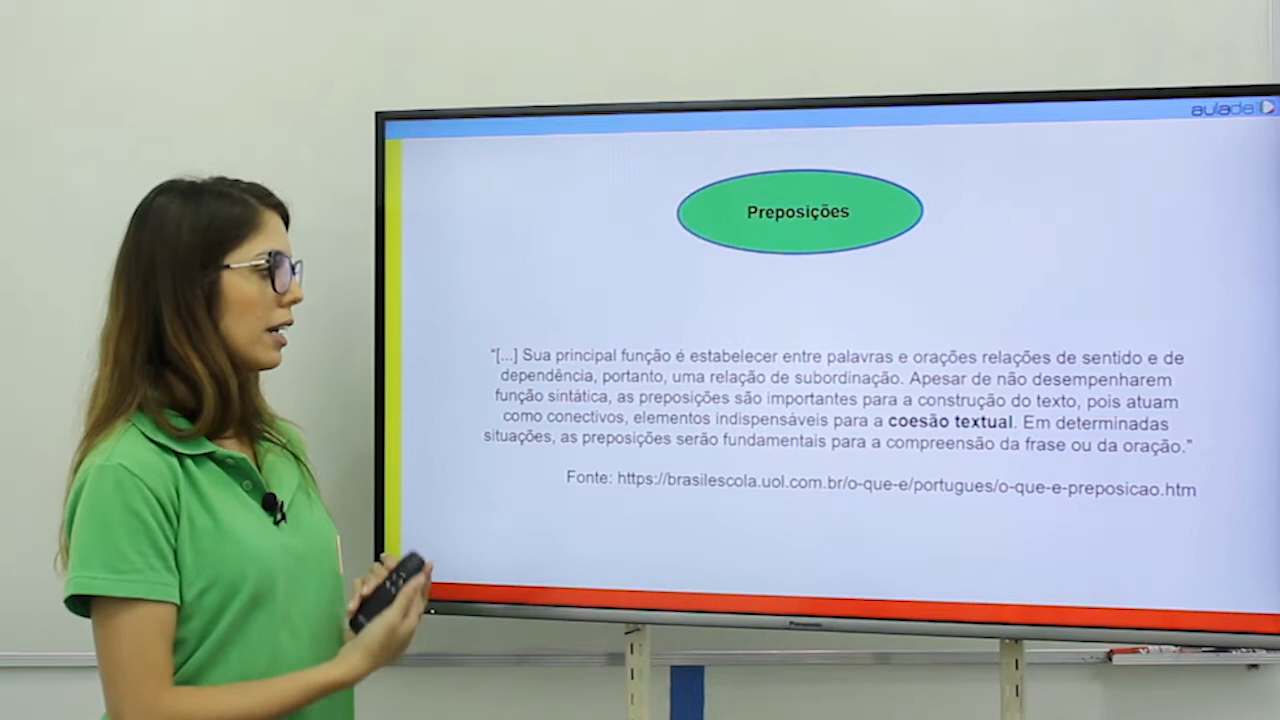 auladeID
Preposições
“[...] Sua principal função é estabelecer entre palavras e orações relações de sentido e de
dependência, portanto, uma relação de subordinação. Apesar de não desempenharem
função sintática, as preposições são importantes para a construção do texto, pois atuam
como conectivos, elementos indispensáveis para a coesão textual. Em determinadas
situações, as preposições serão fundamentais para a compreensão da frase ou da oração.”
Fonte: https://brasilescola.uol.com.br/o-que-e/portugues/o-que-e-preposicao.htm
Panasonic